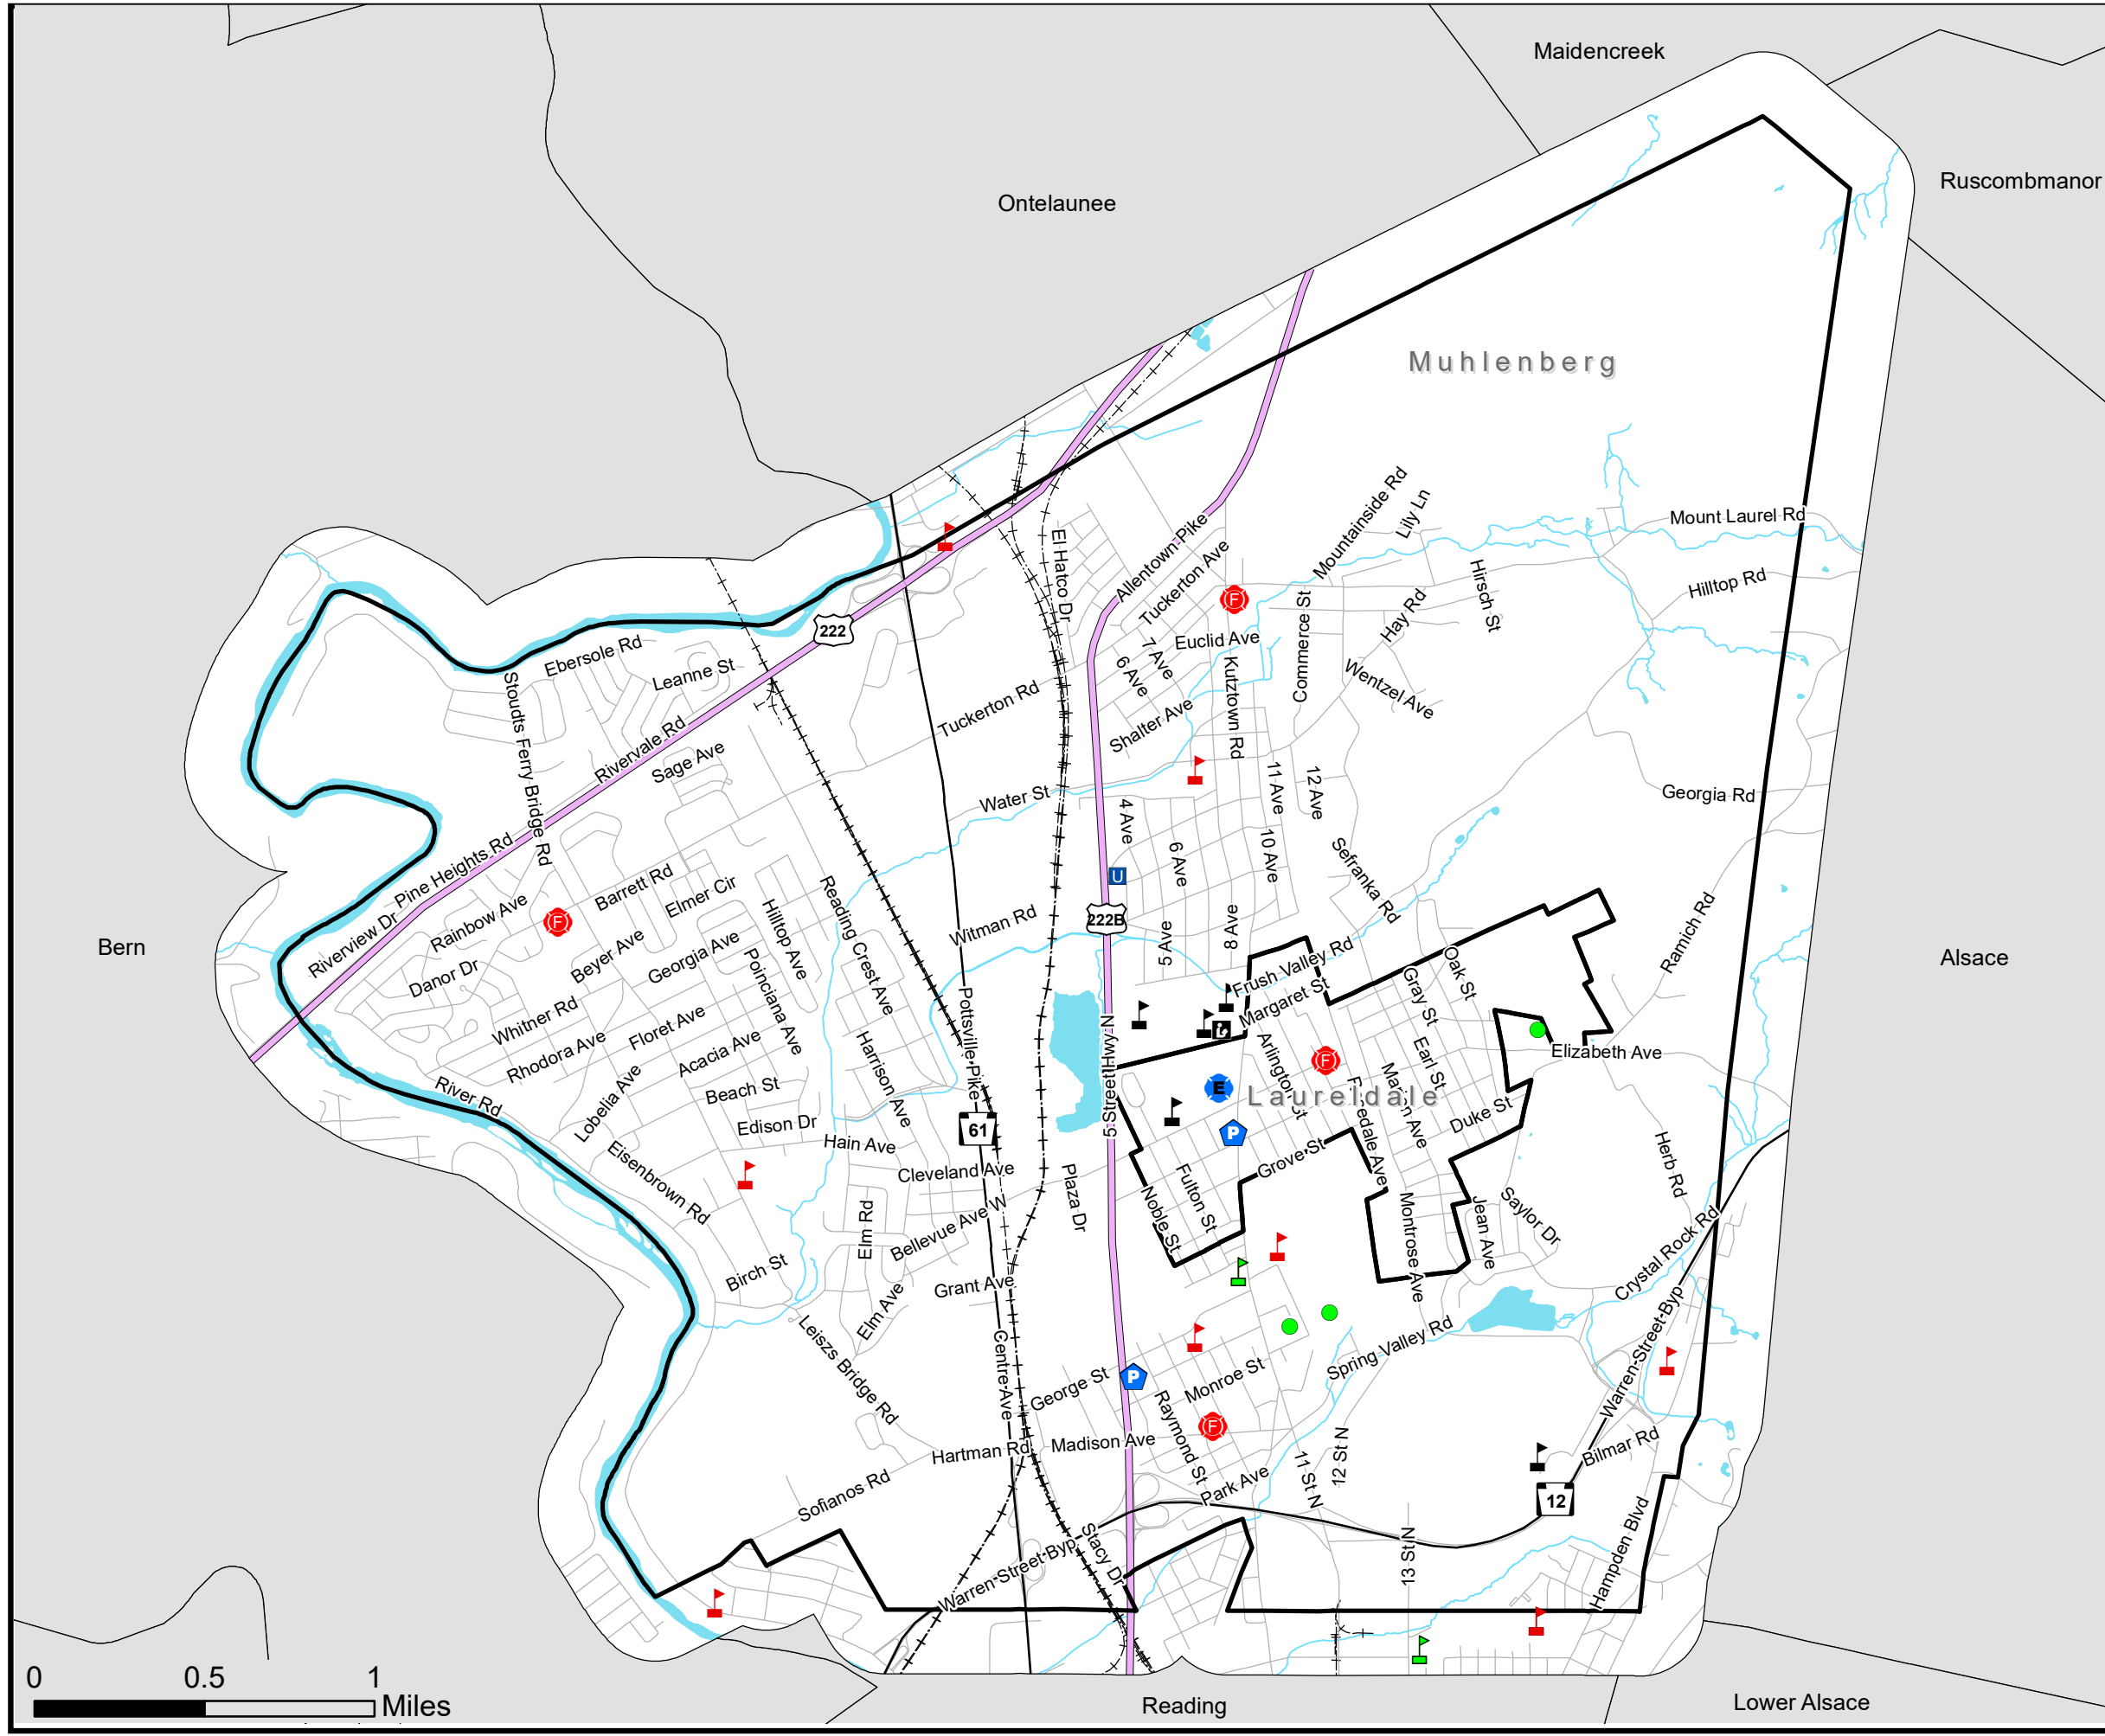 Maidencreek
Ruscombmanor
Ontelaunee
Muhlenberg
Mountainside Rd
Lily Ln
Mount Laurel Rd
Allentown Pike
El Hatoo Dr
Tuckerton Ave
Hirsch St
Hilltop Rd
F
Commerce St
Hay Rd
222
Euclid Ave
7 Ave
6 Ave
Kutztown Rd
Wentzel Ave
Ebersole Rd
Leanne St
Stoudts Ferry Bridge Rd
Tuckerton Rd
Shalter Ave
Rivervale Rd
Sage Ave
11 Ave
12 Ave
Georgia Rd
Water St
4 Ave
6 Ave
10 Ave
Sefranka Rd
Pine Heights Rd
Barrett Rd
Elmer Cir
U
Rainbow Ave
F
Hilltop Ave
Reading Crest Ave
Witman Rd
222B
5 Ave
8 Ave
Ramich Rd
Bern
Riverview Dr
Danor Dr
Beyer Ave
Georgia Ave
Poinciana Ave
Frush Valley Rd
Oak St
Alsace
Whitner Rd
Floret Ave
Pottsville Pike
Margaret St
Gray St
Rhodora Ave
Acacia Ave
Harrison Ave
5 Street Hwy N
Arlington St
F
Earl St
Elizabeth Ave
River Rd
Lobelia Ave
Beach St
E
Laureldale
Marion Ave
Edison Dr
61
P
Duke St
Hain Ave
Eisenbrown Rd
Cleveland Ave
Plaza Dr
Fulton St
Grove St
Herb Rd
Noble St
Montrose Ave
Jean Ave
Saylor Dr
Elm Rd
Bellevue Ave W
Crystal Rock Rd
Birch St
Grant Ave
Elm Ave
Warren Street Byp
Leiszs Bridge Rd
Centre Ave
Spring Valley Rd
George St
P
Monroe St
Raymond St
F
Hartman Rd
Madison Ave
12 St N
11 St N
Bilmar Rd
Sofianos Rd
Park Ave
12
Stacy Dr
Warren Street Byp
13 St N
Hampden Blvd
0
0.5
1
Miles
Reading
Lower Alsace